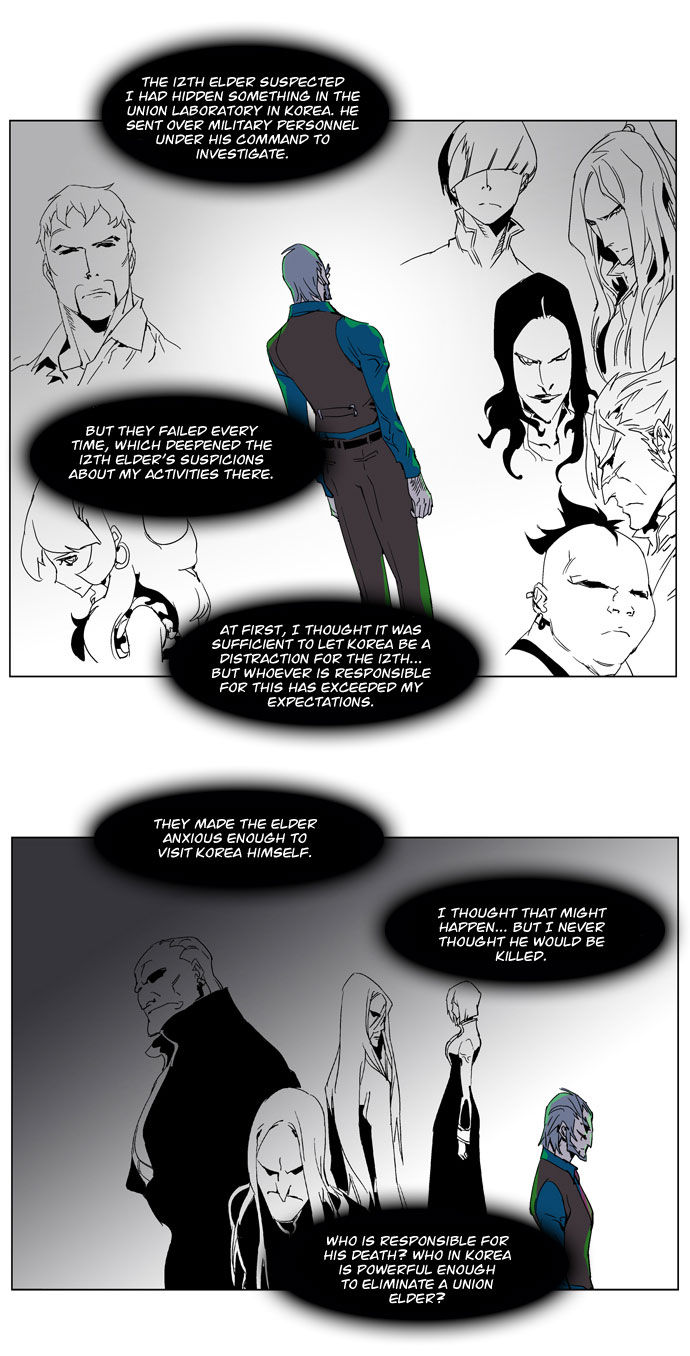 THE 12TH ELDER SUSPECTED
I HAD HIDDEN SOMETHING IN THE
UNION LABORATORY IN KOREA. HE
SENT OVER MILITARY PERSONNEL
UNDER HIS COMMAND TO
INVESTIGATE.
BUT THEY FAILED EVERY
TIME, WHICH DEEPENED THE
12TH ELDER'S SUSPICIONS
ABOUT MY ACTIVITIES THERE.
AT FIRST, I THOUGHT IT WAS
SUFFICIENT TO LET KOREA BE A
DISTRACTION FOR THE 12TH...
BUT WHOEVER IS RESPONSIBLE
FOR THIS HAS EXCEEDED MY
EXPECTATIONS.
THEY MADE THE ELDER
ANXIOUS ENOUGH TO
VISIT KOREA HIMSELF.
I THOUGHT THAT MIGHT
HAPPEN... BUT I NEVER
THOUGHT HE WOULD BE
KILLED.
WHO IS RESPONSIBLE FOR
HIS DEATH? WHO IN KOREA
IS POWERFUL ENOUGH
TO ELIMINATE A UNION
ELDER?